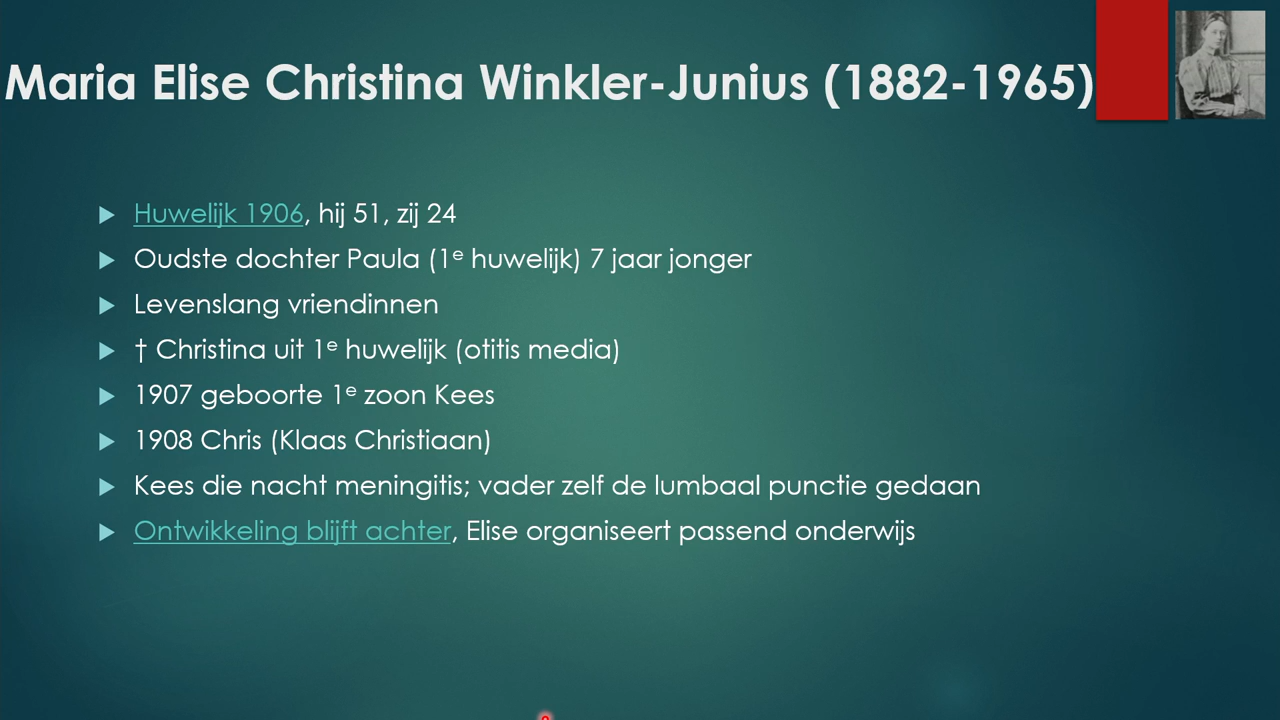 Maria Elise Christina Winkler-Junius (1882-1965)
Huwelijk 1906, hij 51, zij 24
Oudste dochter Paula (1e huwelijk) 7 jaar jonger
Levenslang vriendinnen
† Christina uit 1e huwelijk (otitis media)
1907 geboorte 1e zoon Kees
1908 Chris (Klaas Christiaan)
Kees die nacht meningitis; vader zelf de lumbaal punctie gedaan
Ontwikkeling blijft achter, Elise organiseert passend onderwijs